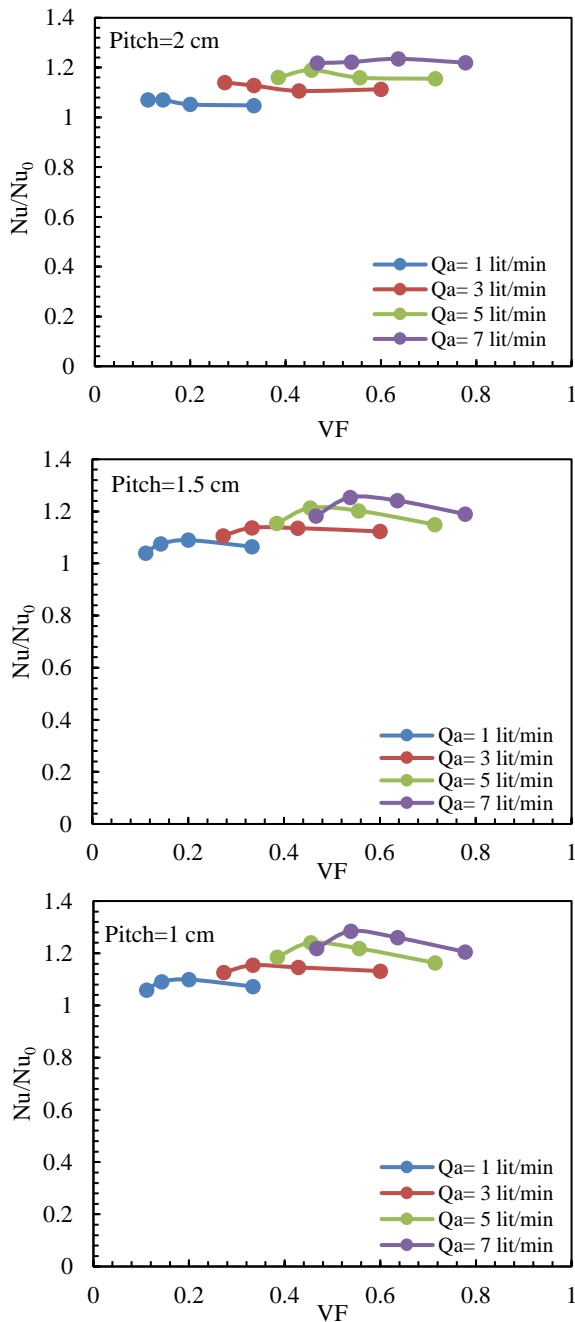 Pitch=2 cm
1.4
1.2
1
0.8
0.6
0.4
0.2
0
Nu/Nu₀
Qa= 1 lit/min
Qa= 3 lit/min
Qa= 5 lit/min
Qa= 7 lit/min
0 0.2 0.4 0.6 0.8 1
VF
Pitch=1.5 cm
1.4
1.2
1
0.8
0.6
0.4
0.2
0
Nu/Nu₀
Qa= 1 lit/min
Qa= 3 lit/min
Qa= 5 lit/min
Qa= 7 lit/min
0 0.2 0.4 0.6 0.8 1
VF
Pitch=1 cm
1.4
1.2
1
0.8
0.6
0.4
0.2
0
Nu/Nu₀
Qa= 1 lit/min
Qa= 3 lit/min
Qa= 5 lit/min
Qa= 7 lit/min
0 0.2 0.4 0.6 0.8 1
VF